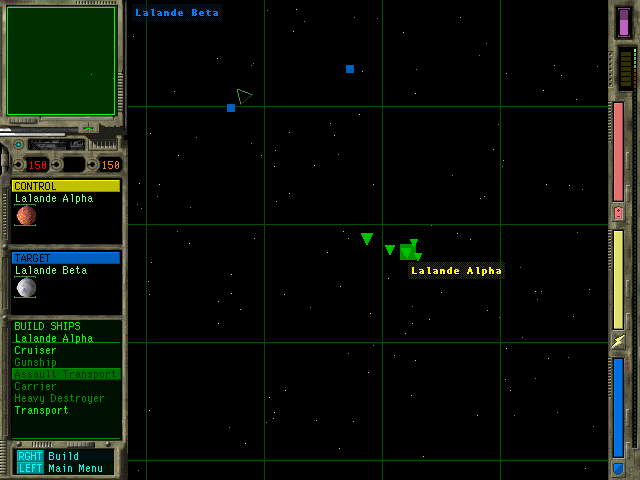 Lalande Beta
150 150
CONTROL
Lalande Alpha
TARGET
Lalande Beta
Lalande Alpha
BUILD SHIPS
Lalande Alpha
Cruiser
Gunship
Assault Transport
Carrier
Heavy Destroyer
Transport
RGHT Build
LEFT Main Menu